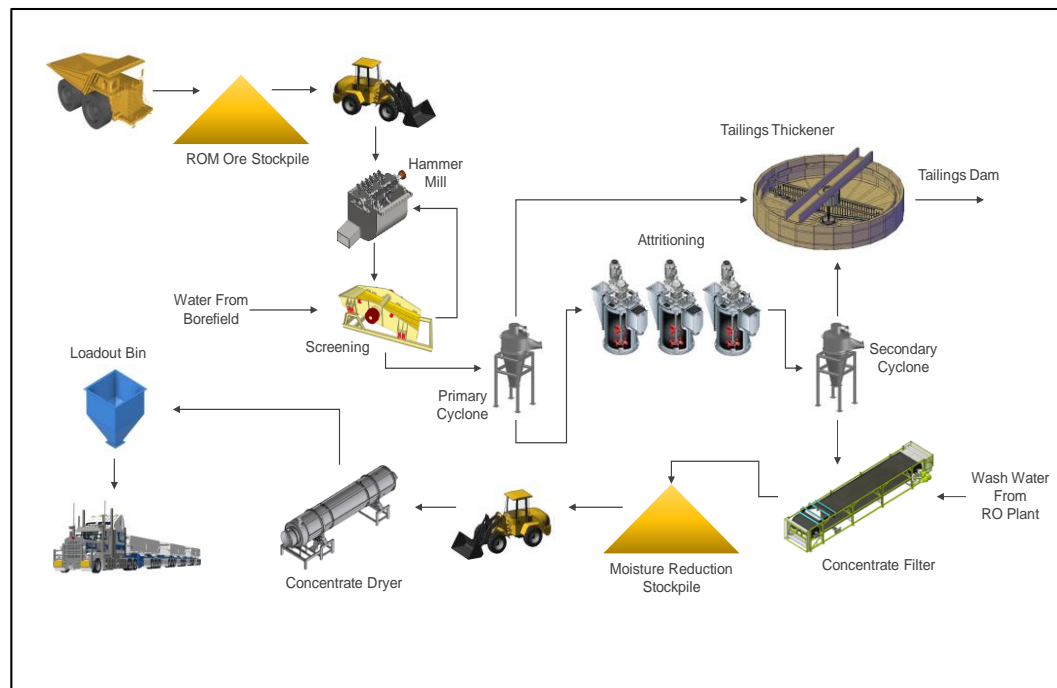 Tailings Thickener
ROM Ore Stockpile
Hammer
Mill
Tailings Dam
Attritioning
Water From
Borefield
Screening
Loadout Bin
Primary
Cyclone
Secondary
Cyclone
Wash Water
From
RO Plant
Concentrate Dryer
Moisture Reduction
Stockpile
Concentrate Filter